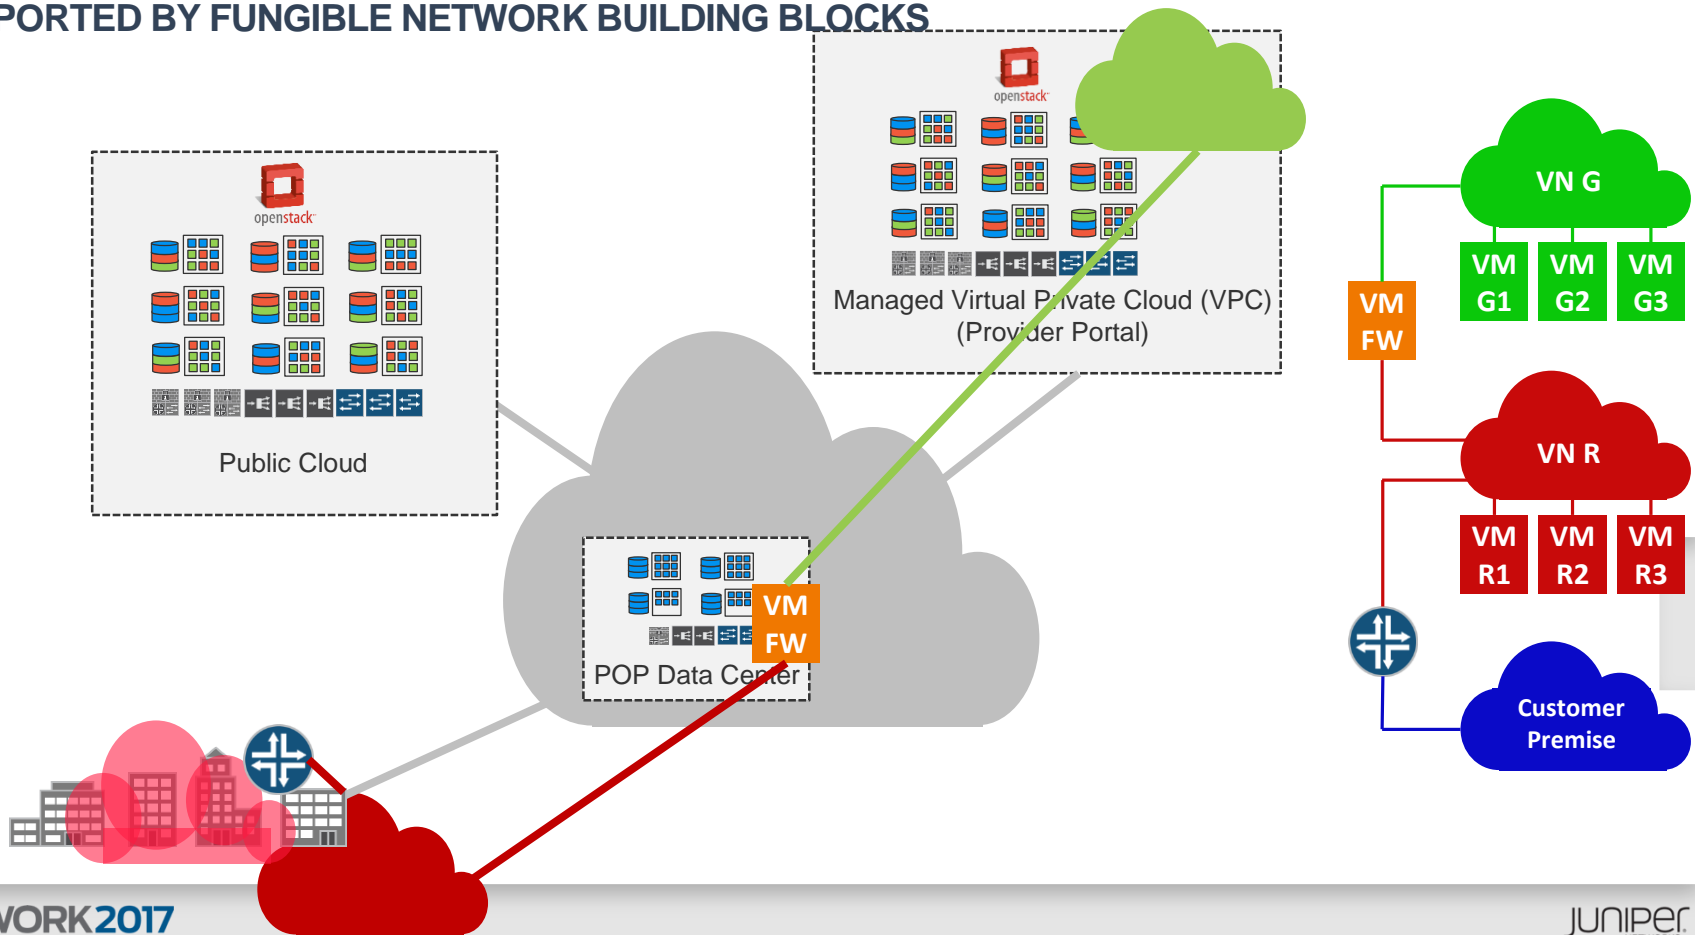 PORTED BY FUNGIBLE NETWORK BUILDING BLOCKS
openstack
Managed Virtual Private Cloud (VPC)
(Provider Portal)
openstack
Public Cloud
VM
FW
POP Data Center
VN G
VM
G1
VM
G2
VM
G3
VM
FW
VN R
VM
R1
VM
R2
VM
R3
Customer
Premise
WORK2017
JUNIPEr